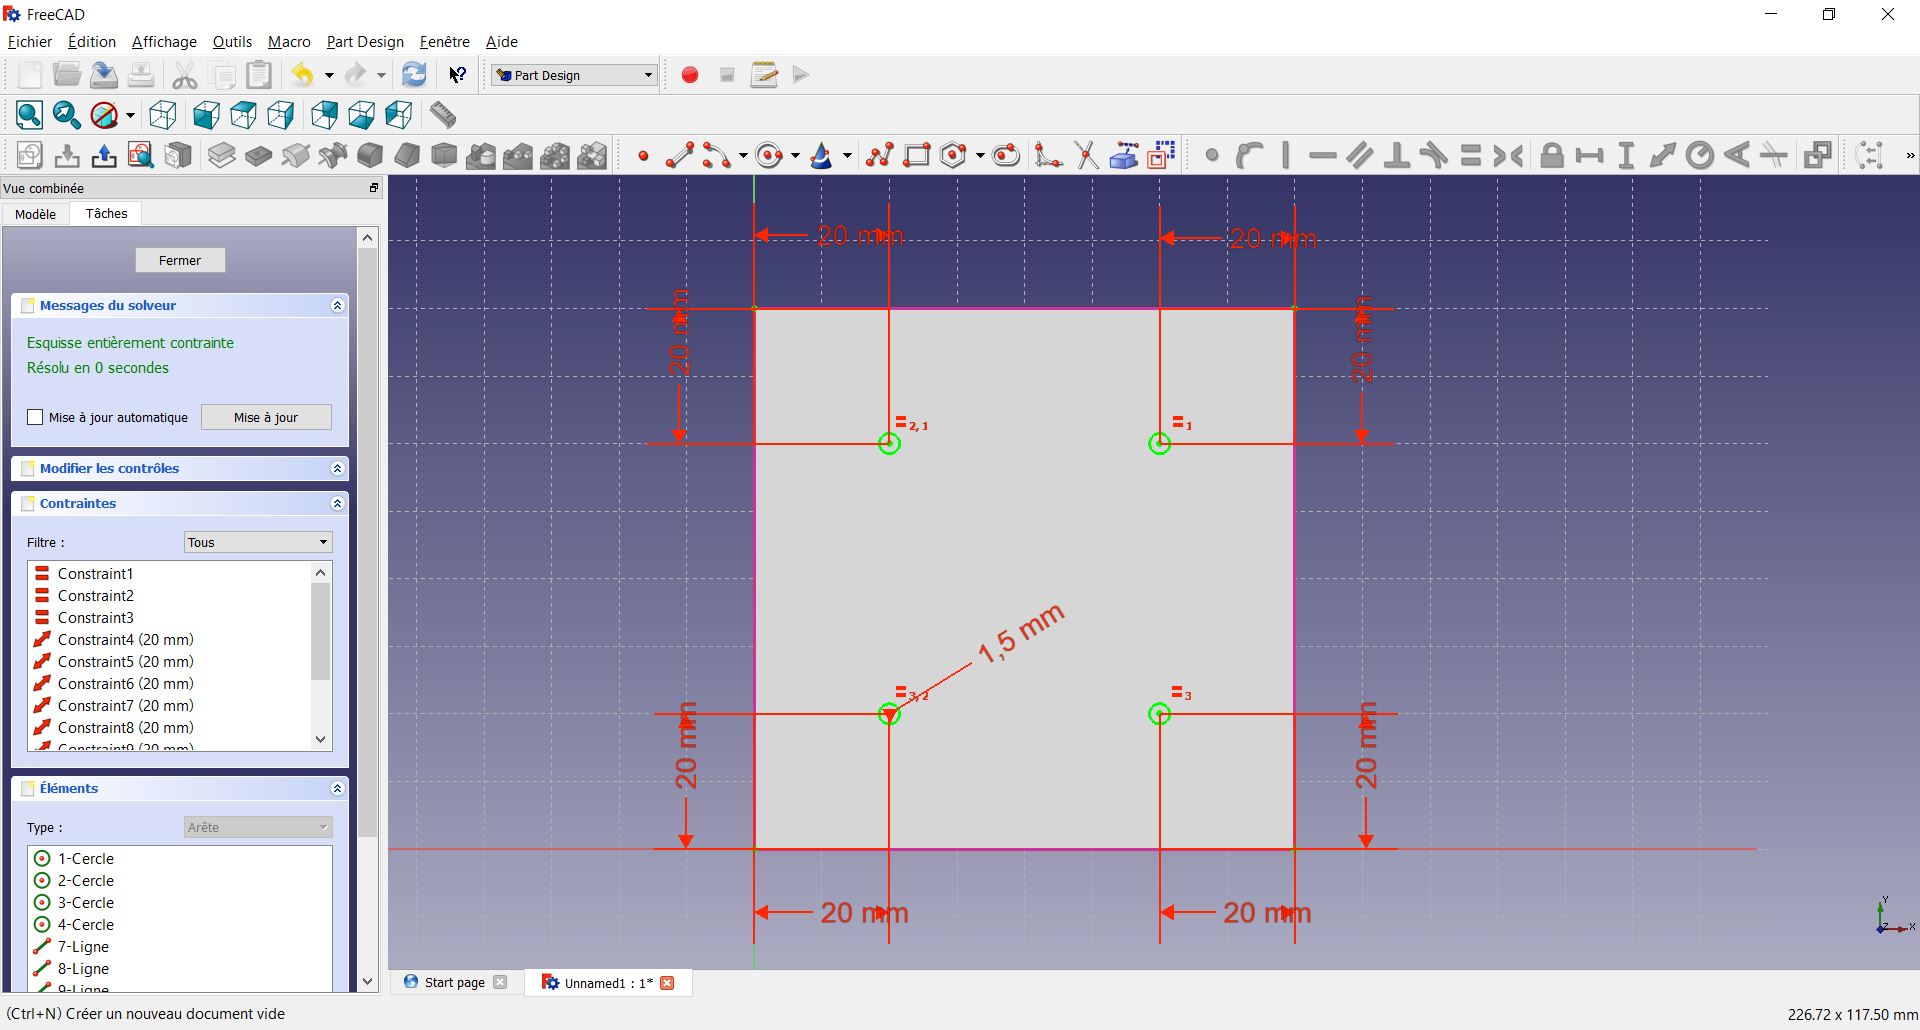 FreeCAD
Fichier Édition Affichage Outils Macro Part Design Fenêtre Aide
Part Design
Vue combinée
Modèle Tâches
Fermer
Messages du solveur
Esquisse entièrement contrainte
Résolu en 0 secondes
Mise à jour automatique Mise à jour
Modifier les contrôles
Contraintes
Filtre : Tous
Constraint1
Constraint2
Constraint3
Constraint4 (20 mm)
Constraint5 (20 mm)
Constraint6 (20 mm)
Constraint7 (20 mm)
Constraint8 (20 mm)
Constraint9 (20 mm)
Éléments
Type : Arête
1-Cercle
2-Cercle
3-Cercle
4-Cercle
7-Ligne
8-Ligne
9-Ligne
20 mm
20 mm
20 mm
20 mm
2, 1
1
1,5 mm
3, 2
3
20 mm
20 mm
20 mm
20 mm
Y
Z
X
Start page Unnamed1 : 1*
(Ctrl+N) Créer un nouveau document vide
226.72 x 117.50 mm